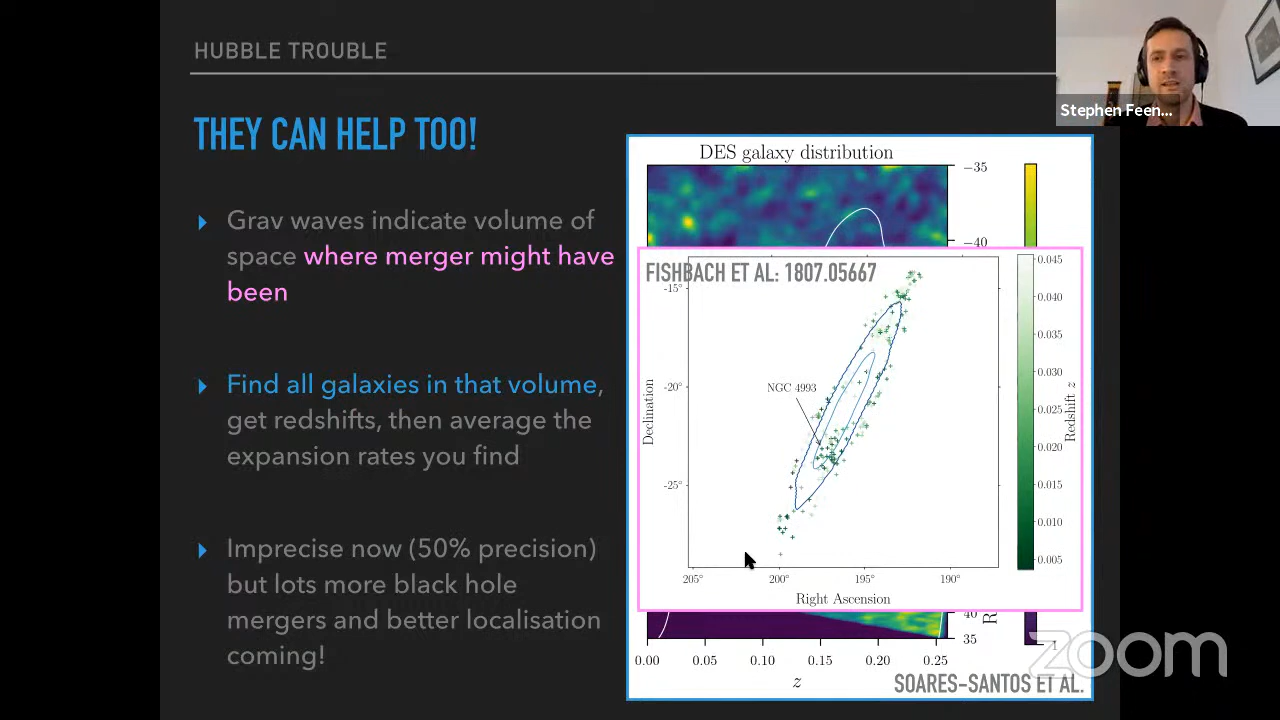 HUBBLE TROUBLE
Stephen Feen...
THEY CAN HELP TOO!
Grav waves indicate volume of
space where merger might have
been
Find all galaxies in that volume,
get redshifts, then average the
expansion rates you find
Imprecise now (50% precision)
but lots more black hole
mergers and better localisation
coming!
DES galaxy distribution
−35
−40
FISHBACH ET AL: 1807.05667
-15°
-20°
-25°
Declination
NGC 4993
205°
200°
195°
190°
Right Ascension
0.045
0.040
0.035
0.030
0.025
0.020
0.015
0.010
0.005
Redshift z
40
35
R
1
0.00 0.05 0.10 0.15 0.20 0.25
z
SOARES-SANTOS ET AL.
zoom